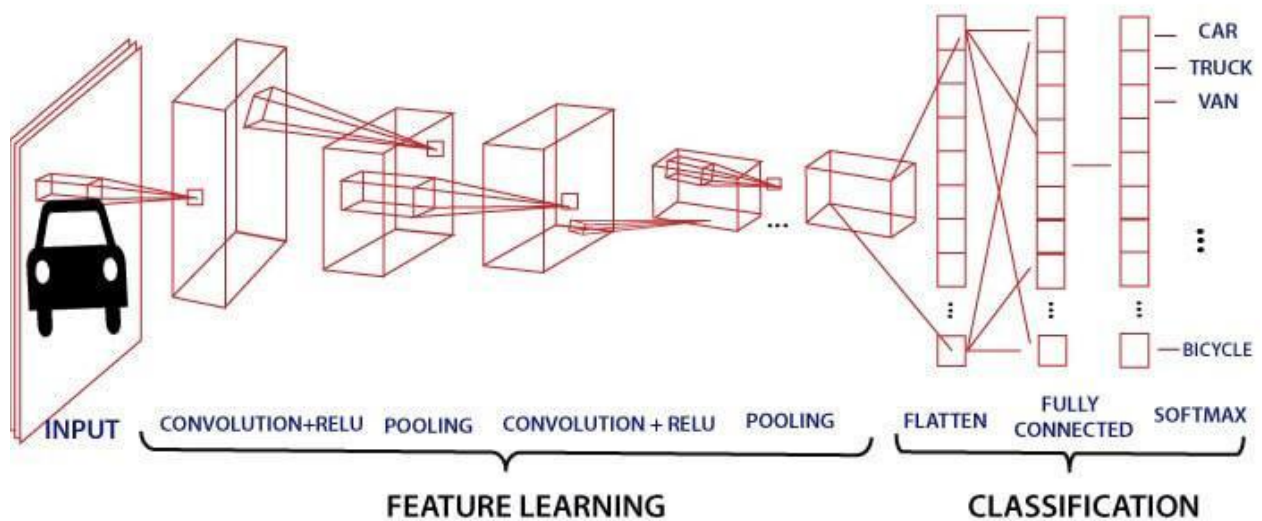 CAR
TRUCK
VAN
...
...
...
...
BICYCLE
INPUT
CONVOLUTION+RELU
POOLING
CONVOLUTION + RELU
POOLING
FLATTEN
FULLY
CONNECTED
SOFTMAX
FEATURE LEARNING
CLASSIFICATION